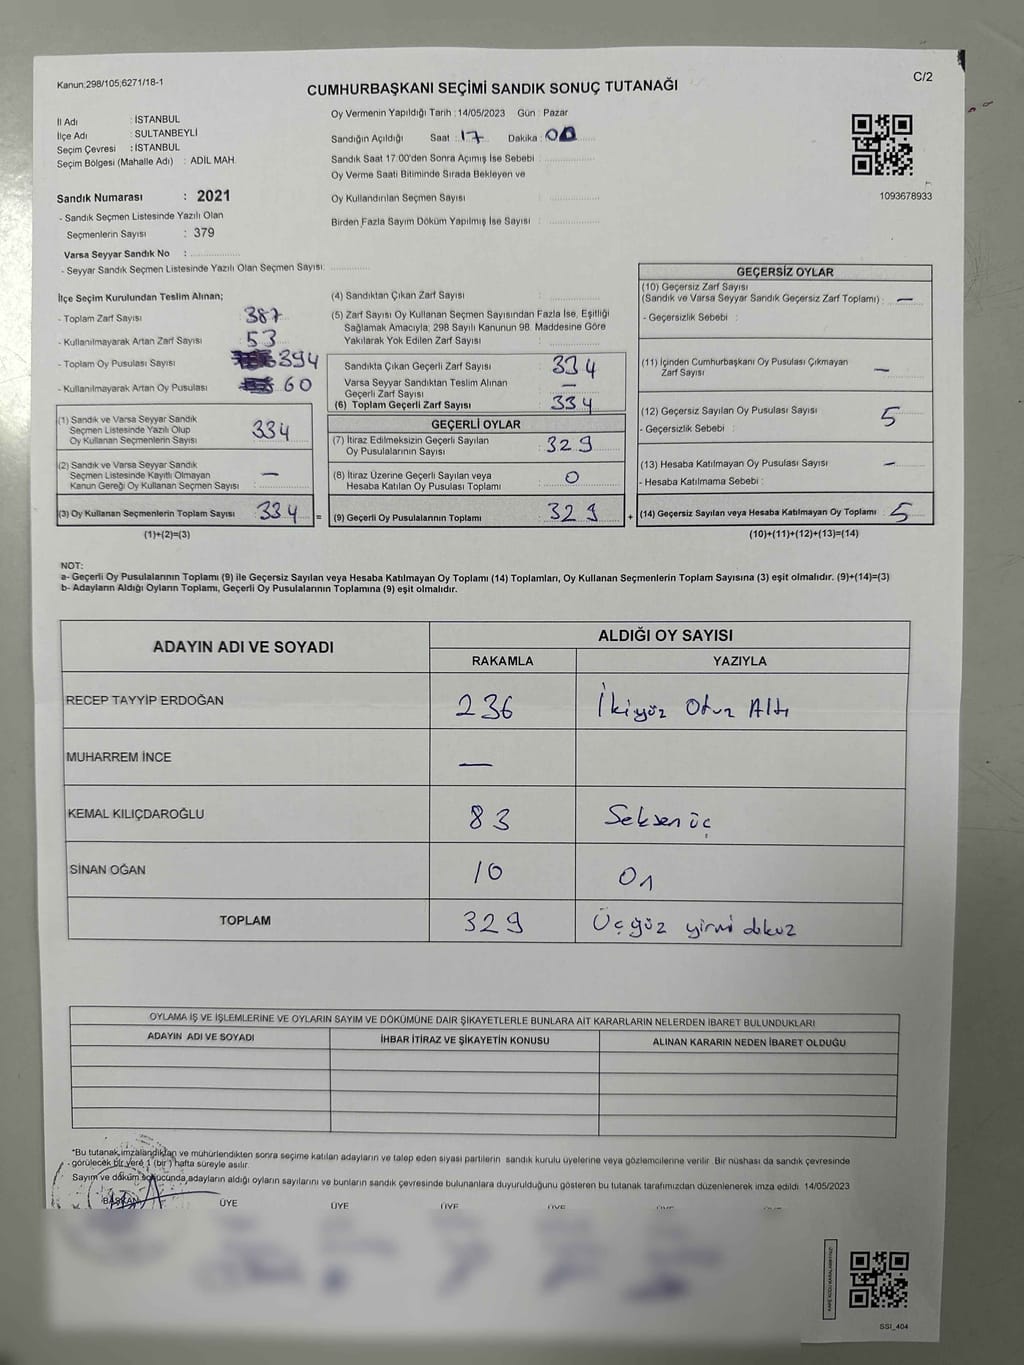 Kanun:298/105;6271/18-1
C/2
CUMHURBAŞKANI SEÇİMİ SANDIK SONUÇ TUTANAĞI
İl Adı : İSTANBUL
İlçe Adı : SULTANBEYLİ
Seçim Çevresi : İSTANBUL
Seçim Bölgesi (Mahalle Adı) : ADİL MAH.
Sandık Numarası : 2021
- Sandık Seçmen Listesinde Yazılı Olan
Seçmenlerin Sayısı : 379
Varsa Seyyar Sandık No :
- Seyyar Sandık Seçmen Listesinde Yazılı Olan Seçmen Sayısı:
Oy Vermenin Yapıldığı Tarih : 14/05/2023 Gün : Pazar
Sandığın Açıldığı Saat : 17 Dakika : 00
Sandık Saat 17:00'den Sonra Açımış İse Sebebi :
Oy Verme Saati Bitiminde Sırada Bekleyen ve
Oy Kullandırılan Seçmen Sayısı :
Birden Fazla Sayım Döküm Yapılmış İse Sayısı :
1093678933
İlçe Seçim Kurulundan Teslim Alınan;
- Toplam Zarf Sayısı : 387
- Kullanılmayarak Artan Zarf Sayısı : 53
- Toplam Oy Pusulası Sayısı : 394
- Kullanılmayarak Artan Oy Pusulası : 60
(1) Sandık ve Varsa Seyyar Sandık
Seçmen Listesinde Yazılı Olup
Oy Kullanan Seçmenlerin Sayısı : 334
(2) Sandık ve Varsa Seyyar Sandık
Seçmen Listesinde Kayıtlı Olmayan
Kanun Gereği Oy Kullanan Seçmen Sayısı : —
(3) Oy Kullanan Seçmenlerin Toplam Sayısı : 334 =
(1)+(2)=(3)
(4) Sandıktan Çıkan Zarf Sayısı :
(5) Zarf Sayısı Oy Kullanan Seçmen Sayısından Fazla İse, Eşitliği
Sağlamak Amacıyla; 298 Sayılı Kanunun 98. Maddesine Göre
Yakılarak Yok Edilen Zarf Sayısı :
Sandıkta Çıkan Geçerli Zarf Sayısı : 334
Varsa Seyyar Sandıktan Teslim Alınan
Geçerli Zarf Sayısı : —
(6) Toplam Geçerli Zarf Sayısı : 334
GEÇERLİ OYLAR
(7) İtiraz Edilmeksizin Geçerli Sayılan
Oy Pusulalarının Sayısı : 329
(8) İtiraz Üzerine Geçerli Sayılan veya
Hesaba Katılan Oy Pusulası Toplamı : 0
(9) Geçerli Oy Pusulalarının Toplamı : 329 +
GEÇERSİZ OYLAR
(10) Geçersiz Zarf Sayısı
(Sandık ve Varsa Seyyar Sandık Geçersiz Zarf Toplamı) : —
- Geçersizlik Sebebi :
(11) İçinden Cumhurbaşkanı Oy Pusulası Çıkmayan
Zarf Sayısı : —
(12) Geçersiz Sayılan Oy Pusulası Sayısı : 5
- Geçersizlik Sebebi :
(13) Hesaba Katılmayan Oy Pusulası Sayısı : —
- Hesaba Katılmama Sebebi :
(14) Geçersiz Sayılan veya Hesaba Katılmayan Oy Toplamı : 5
(10)+(11)+(12)+(13)=(14)
NOT:
a- Geçerli Oy Pusulalarının Toplamı (9) ile Geçersiz Sayılan veya Hesaba Katılmayan Oy Toplamı (14) Toplamları, Oy Kullanan Seçmenlerin Toplam Sayısına (3) eşit olmalıdır. (9)+(14)=(3)
b- Adayların Aldığı Oyların Toplamı, Geçerli Oy Pusulalarının Toplamına (9) eşit olmalıdır.
ADAYIN ADI VE SOYADI ALDIĞI OY SAYISI
RAKAMLA YAZIYLA
RECEP TAYYİP ERDOĞAN 236 İkiyüz Otuz Altı
MUHARREM İNCE —
KEMAL KILIÇDAROĞLU 83 Seksen üç
SİNAN OĞAN 10 On
TOPLAM 329 Üçyüz yirmi dokuz
OYLAMA İŞ VE İŞLEMLERİNE VE OYLARIN SAYIM VE DÖKÜMÜNE DAİR ŞİKAYETLERLE BUNLARA AİT KARARLARIN NELERDEN İBARET BULUNDUKLARI
ADAYIN ADI VE SOYADI İHBAR İTİRAZ VE ŞİKAYETİN KONUSU ALINAN KARARIN NEDEN İBARET OLDUĞU
*Bu tutanak,imzalandıktan ve mühürlendikten sonra seçime katılan adayların ve talep eden siyasi partilerin sandık kurulu üyelerine veya gözlemcilerine verilir. Bir nüshası da sandık çevresinde
görülecek bir yere 1 (bir) hafta süreyle asılır.
Sayım ve döküm sonucunda,adayların aldığı oyların sayılarını ve bunların sandık çevresinde bulunanlara duyurulduğunu gösteren bu tutanak tarafımızdan düzenlenerek imza edildi. 14/05/2023
BAŞKAN ÜYE ÜYE ÜYE ÜYE
SSI_404